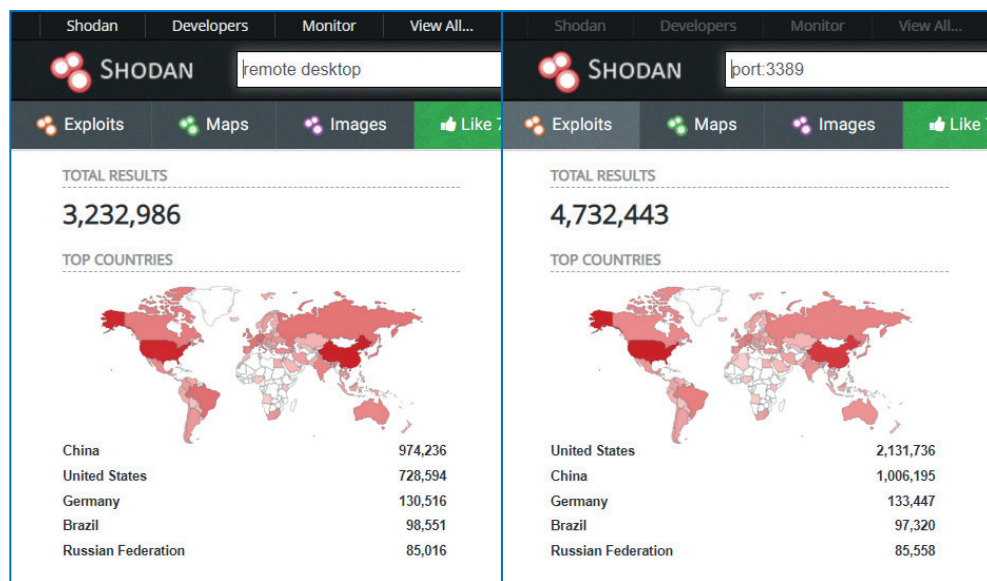 Shodan Developers Monitor View All...
SHODAN remote desktop
Exploits Maps Images Like
TOTAL RESULTS
3,232,986
TOP COUNTRIES
China 974,236
United States 728,594
Germany 130,516
Brazil 98,551
Russian Federation 85,016
Shodan Developers Monitor View All...
SHODAN port:3389
Exploits Maps Images Like
TOTAL RESULTS
4,732,443
TOP COUNTRIES
United States 2,131,736
China 1,006,195
Germany 133,447
Brazil 97,320
Russian Federation 85,558